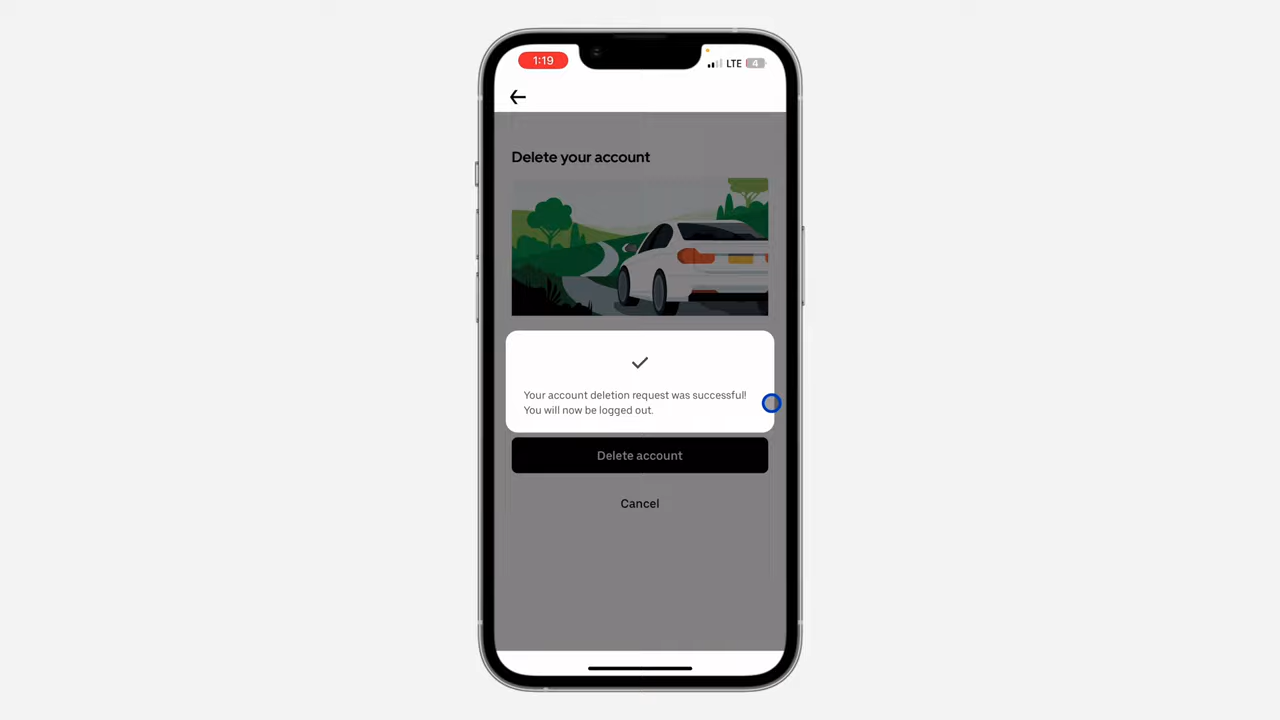 1:19
LTE
4
Delete your account
Your account deletion request was successful!
You will now be logged out.
Delete account
Cancel